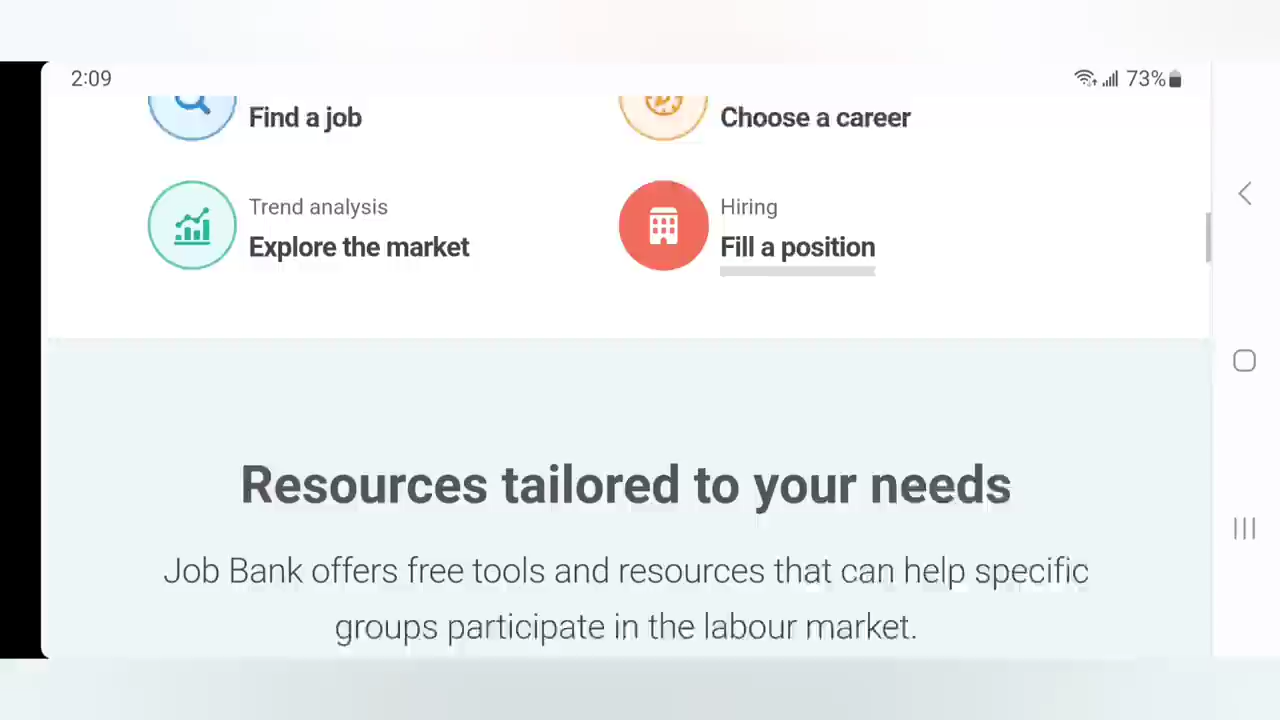 2:09
73%
Find a job
Choose a career
Trend analysis
Explore the market
Hiring
Fill a position
Resources tailored to your needs
Job Bank offers free tools and resources that can help specific
groups participate in the labour market.